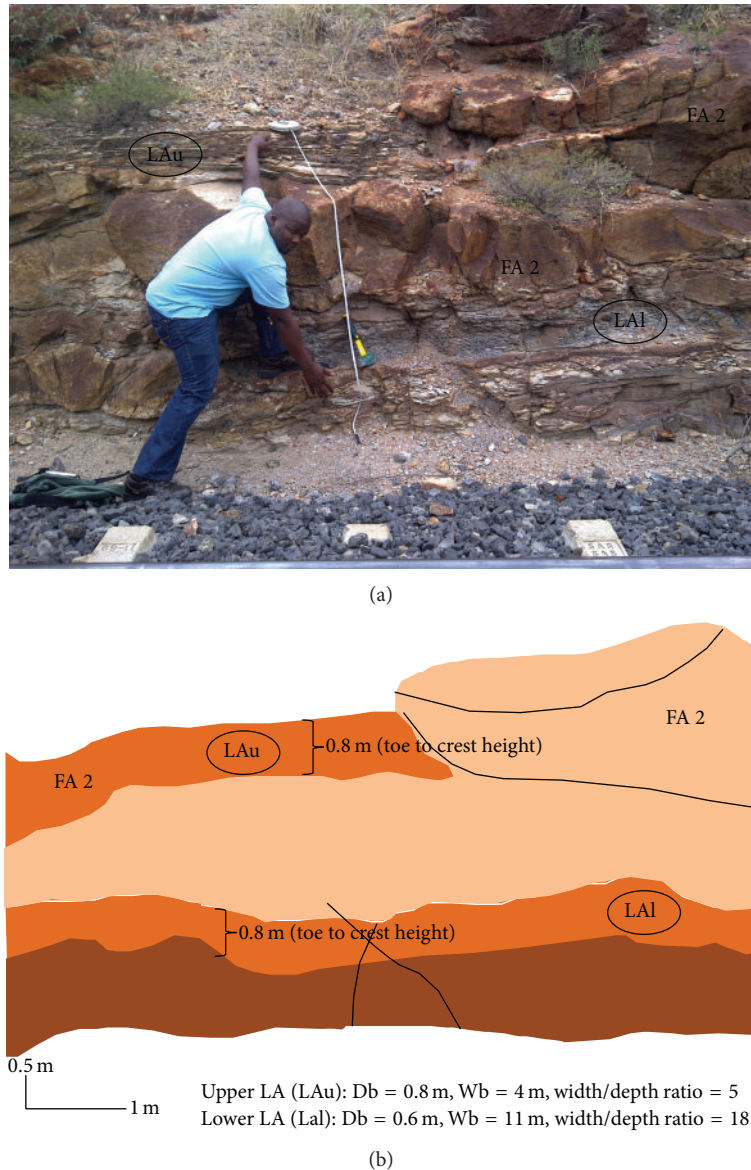 LAu
FA 2
FA 2
LAl
(a)
FA 2
LAu
0.8 m (toe to crest height)
FA 2
LAl
0.8 m (toe to crest height)
0.5 m
1 m
Upper LA (LAu): Db = 0.8 m, Wb = 4 m, width/depth ratio = 5
Lower LA (Lal): Db = 0.6 m, Wb = 11 m, width/depth ratio = 18
(b)